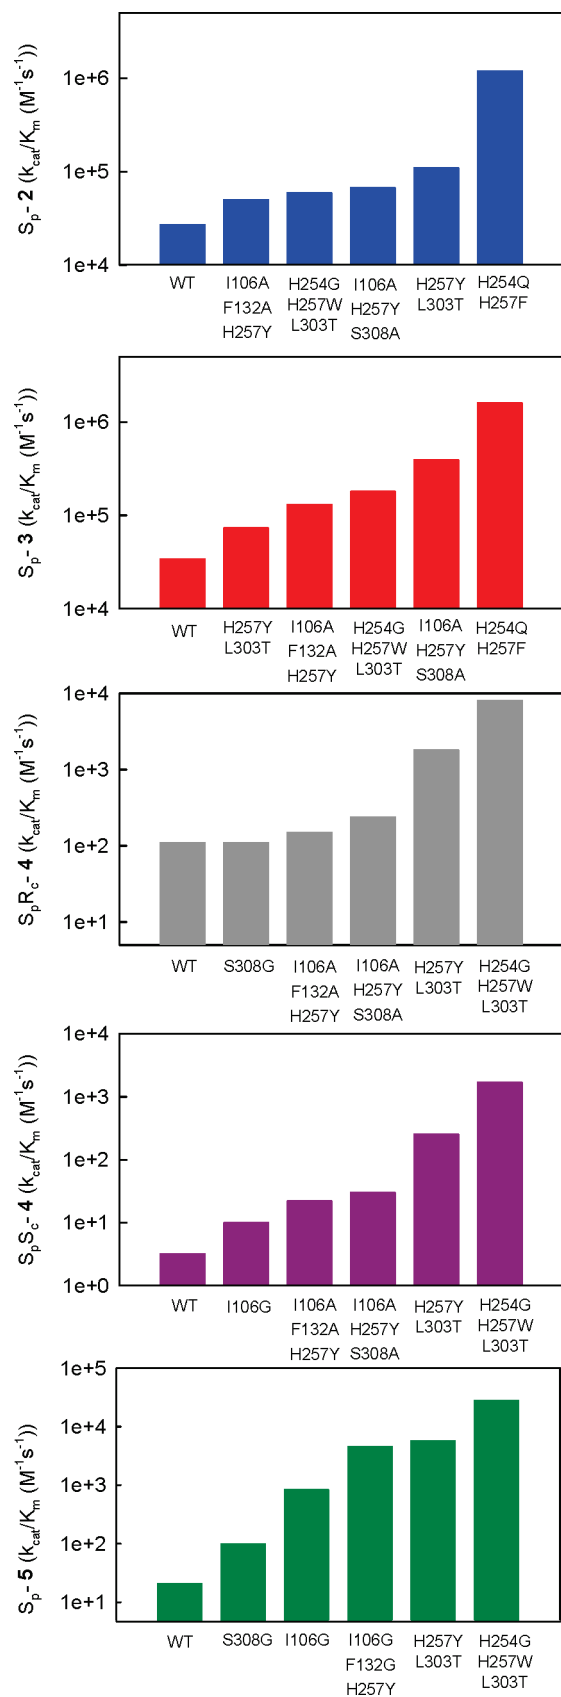 Sp-2 (kcat/Km (M⁻¹s⁻¹))
1e+6
1e+5
1e+4
WT I106A H254G I106A H257Y H254Q
F132A H257W H257Y L303T H257F
H257Y L303T S308A
Sp-3 (kcat/Km (M⁻¹s⁻¹))
1e+6
1e+5
1e+4
WT H257Y I106A H254G I106A H254Q
L303T F132A H257W H257Y H257F
H257Y L303T S308A
SpRc-4 (kcat/Km (M⁻¹s⁻¹))
1e+4
1e+3
1e+2
1e+1
WT S308G I106A I106A H257Y H254G
F132A H257Y L303T H257W
H257Y S308A L303T
SpSc-4 (kcat/Km (M⁻¹s⁻¹))
1e+4
1e+3
1e+2
1e+1
1e+0
WT I106G I106A I106A H257Y H254G
F132A H257Y L303T H257W
H257Y S308A L303T
Sp-5 (kcat/Km (M⁻¹s⁻¹))
1e+5
1e+4
1e+3
1e+2
1e+1
WT S308G I106G I106G H257Y H254G
F132G L303T H257W
H257Y L303T